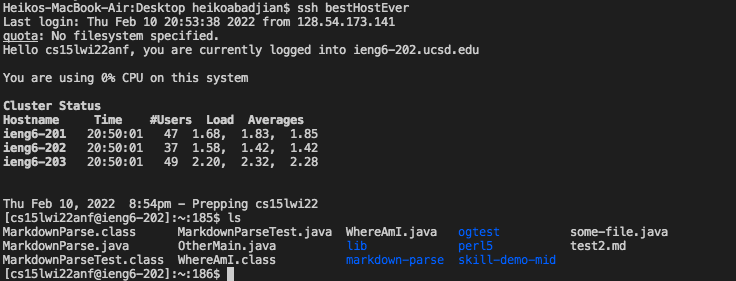 Heikos-MacBook-Air:Desktop heikoabadjian$ ssh bestHostEver
Last login: Thu Feb 10 20:53:38 2022 from 128.54.173.141
quota: No filesystem specified.
Hello cs15lwi22anf, you are currently logged into ieng6-202.ucsd.edu
You are using 0% CPU on this system
Cluster Status
Hostname     Time    #Users  Load  Averages
ieng6-201   20:50:01   47  1.68,  1.83,  1.85
ieng6-202   20:50:01   37  1.58,  1.42,  1.42
ieng6-203   20:50:01   49  2.20,  2.32,  2.28
Thu Feb 10, 2022  8:54pm - Prepping cs15lwi22
[cs15lwi22anf@ieng6-202]:~:185$ ls
MarkdownParse.class      MarkdownParseTest.java  WhereAmI.java   ogtest          some-file.java
MarkdownParse.java       OtherMain.java          lib             perl5           test2.md
MarkdownParseTest.class  WhereAmI.class          markdown-parse  skill-demo-mid
[cs15lwi22anf@ieng6-202]:~:186$